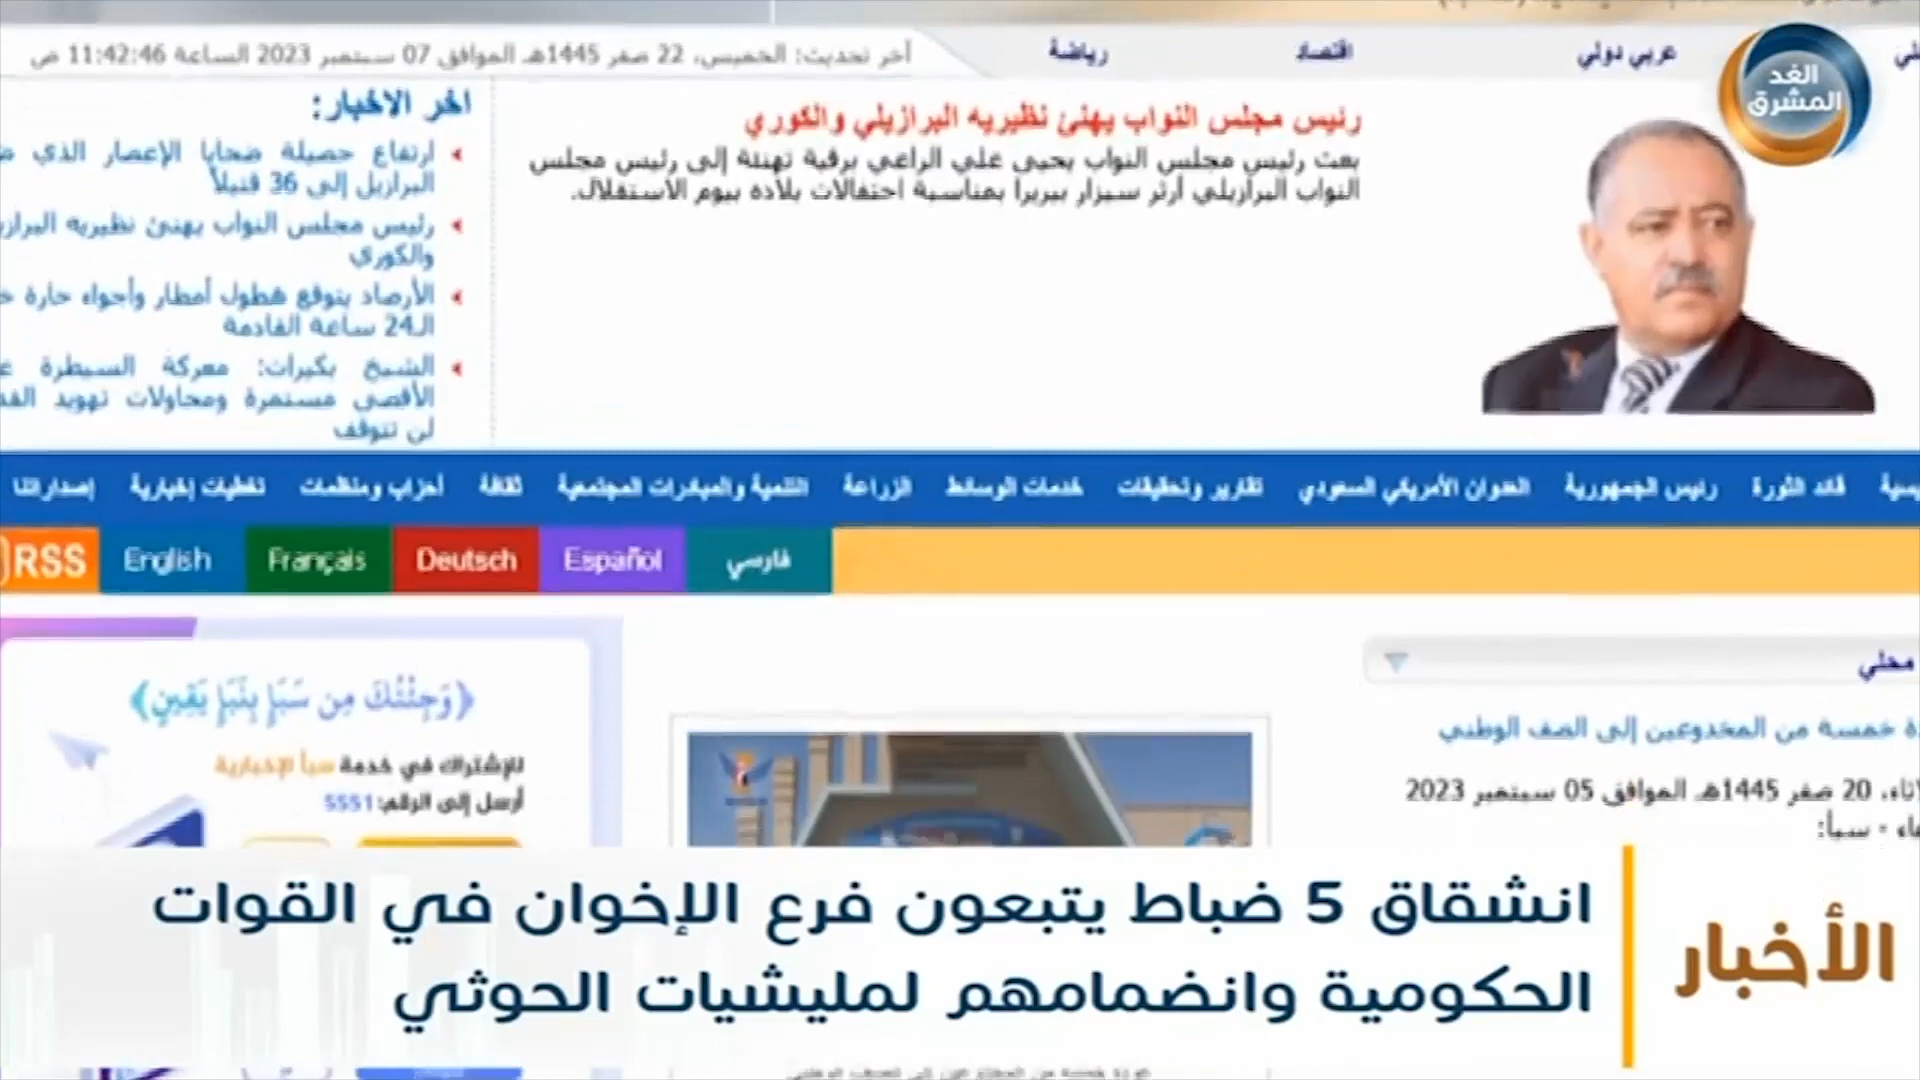 الغد
المشرق
عربي دولي
اقتصاد
رياضة
آخر تحديث: الخميس، 22 صفر 1445هـ الموافق 07 سبتمبر 2023 الساعة 11:42:46 ص
رئيس مجلس النواب يهنئ نظيريه البرازيلي والكوري
بعث رئيس مجلس النواب يحيى علي الراعي برقية تهنئة إلى رئيس مجلس
النواب البرازيلي آرثر سيزار بيريرا بمناسبة احتفالات بلاده بيوم الاستقلال.
اخر الاخبار:
ارتفاع حصيلة ضحايا الإعصار الذي
البرازيل إلى 36 قتيلاً
رئيس مجلس النواب يهنئ نظيريه
والكوري
الأرصاد يتوقع هطول أمطار وأجواء حارة
الـ24 ساعة القادمة
الشيخ بكيرات: معركة السيطرة
الأقصى مستمرة ومحاولات تهويد
لن تتوقف
قائد الثورة
رئيس الجمهورية
العدوان الأمريكي السعودي
تقارير وتحقيقات
خدمات الوسائط
الزراعة
التنمية والمبادرات المجتمعية
ثقافة
أحزاب ومنظمات
تغطيات إخبارية
إصداراتنا
RSS
English
Français
Deutsch
Español
فارسي
محلي
خمسة من المخدوعين إلى الصف الوطني
20 صفر 1445هـ الموافق 05 سبتمبر 2023
سبأ:
﴿وَجِئْتُكَ مِن سَبَإٍ بِنَبَإٍ يَقِينٍ﴾
للإشتراك في خدمة سبأ الإخبارية
أرسل إلى الرقم: 5551
الأخبار
انشقاق 5 ضباط يتبعون فرع الإخوان في القوات
الحكومية وانضمامهم لمليشيات الحوثي